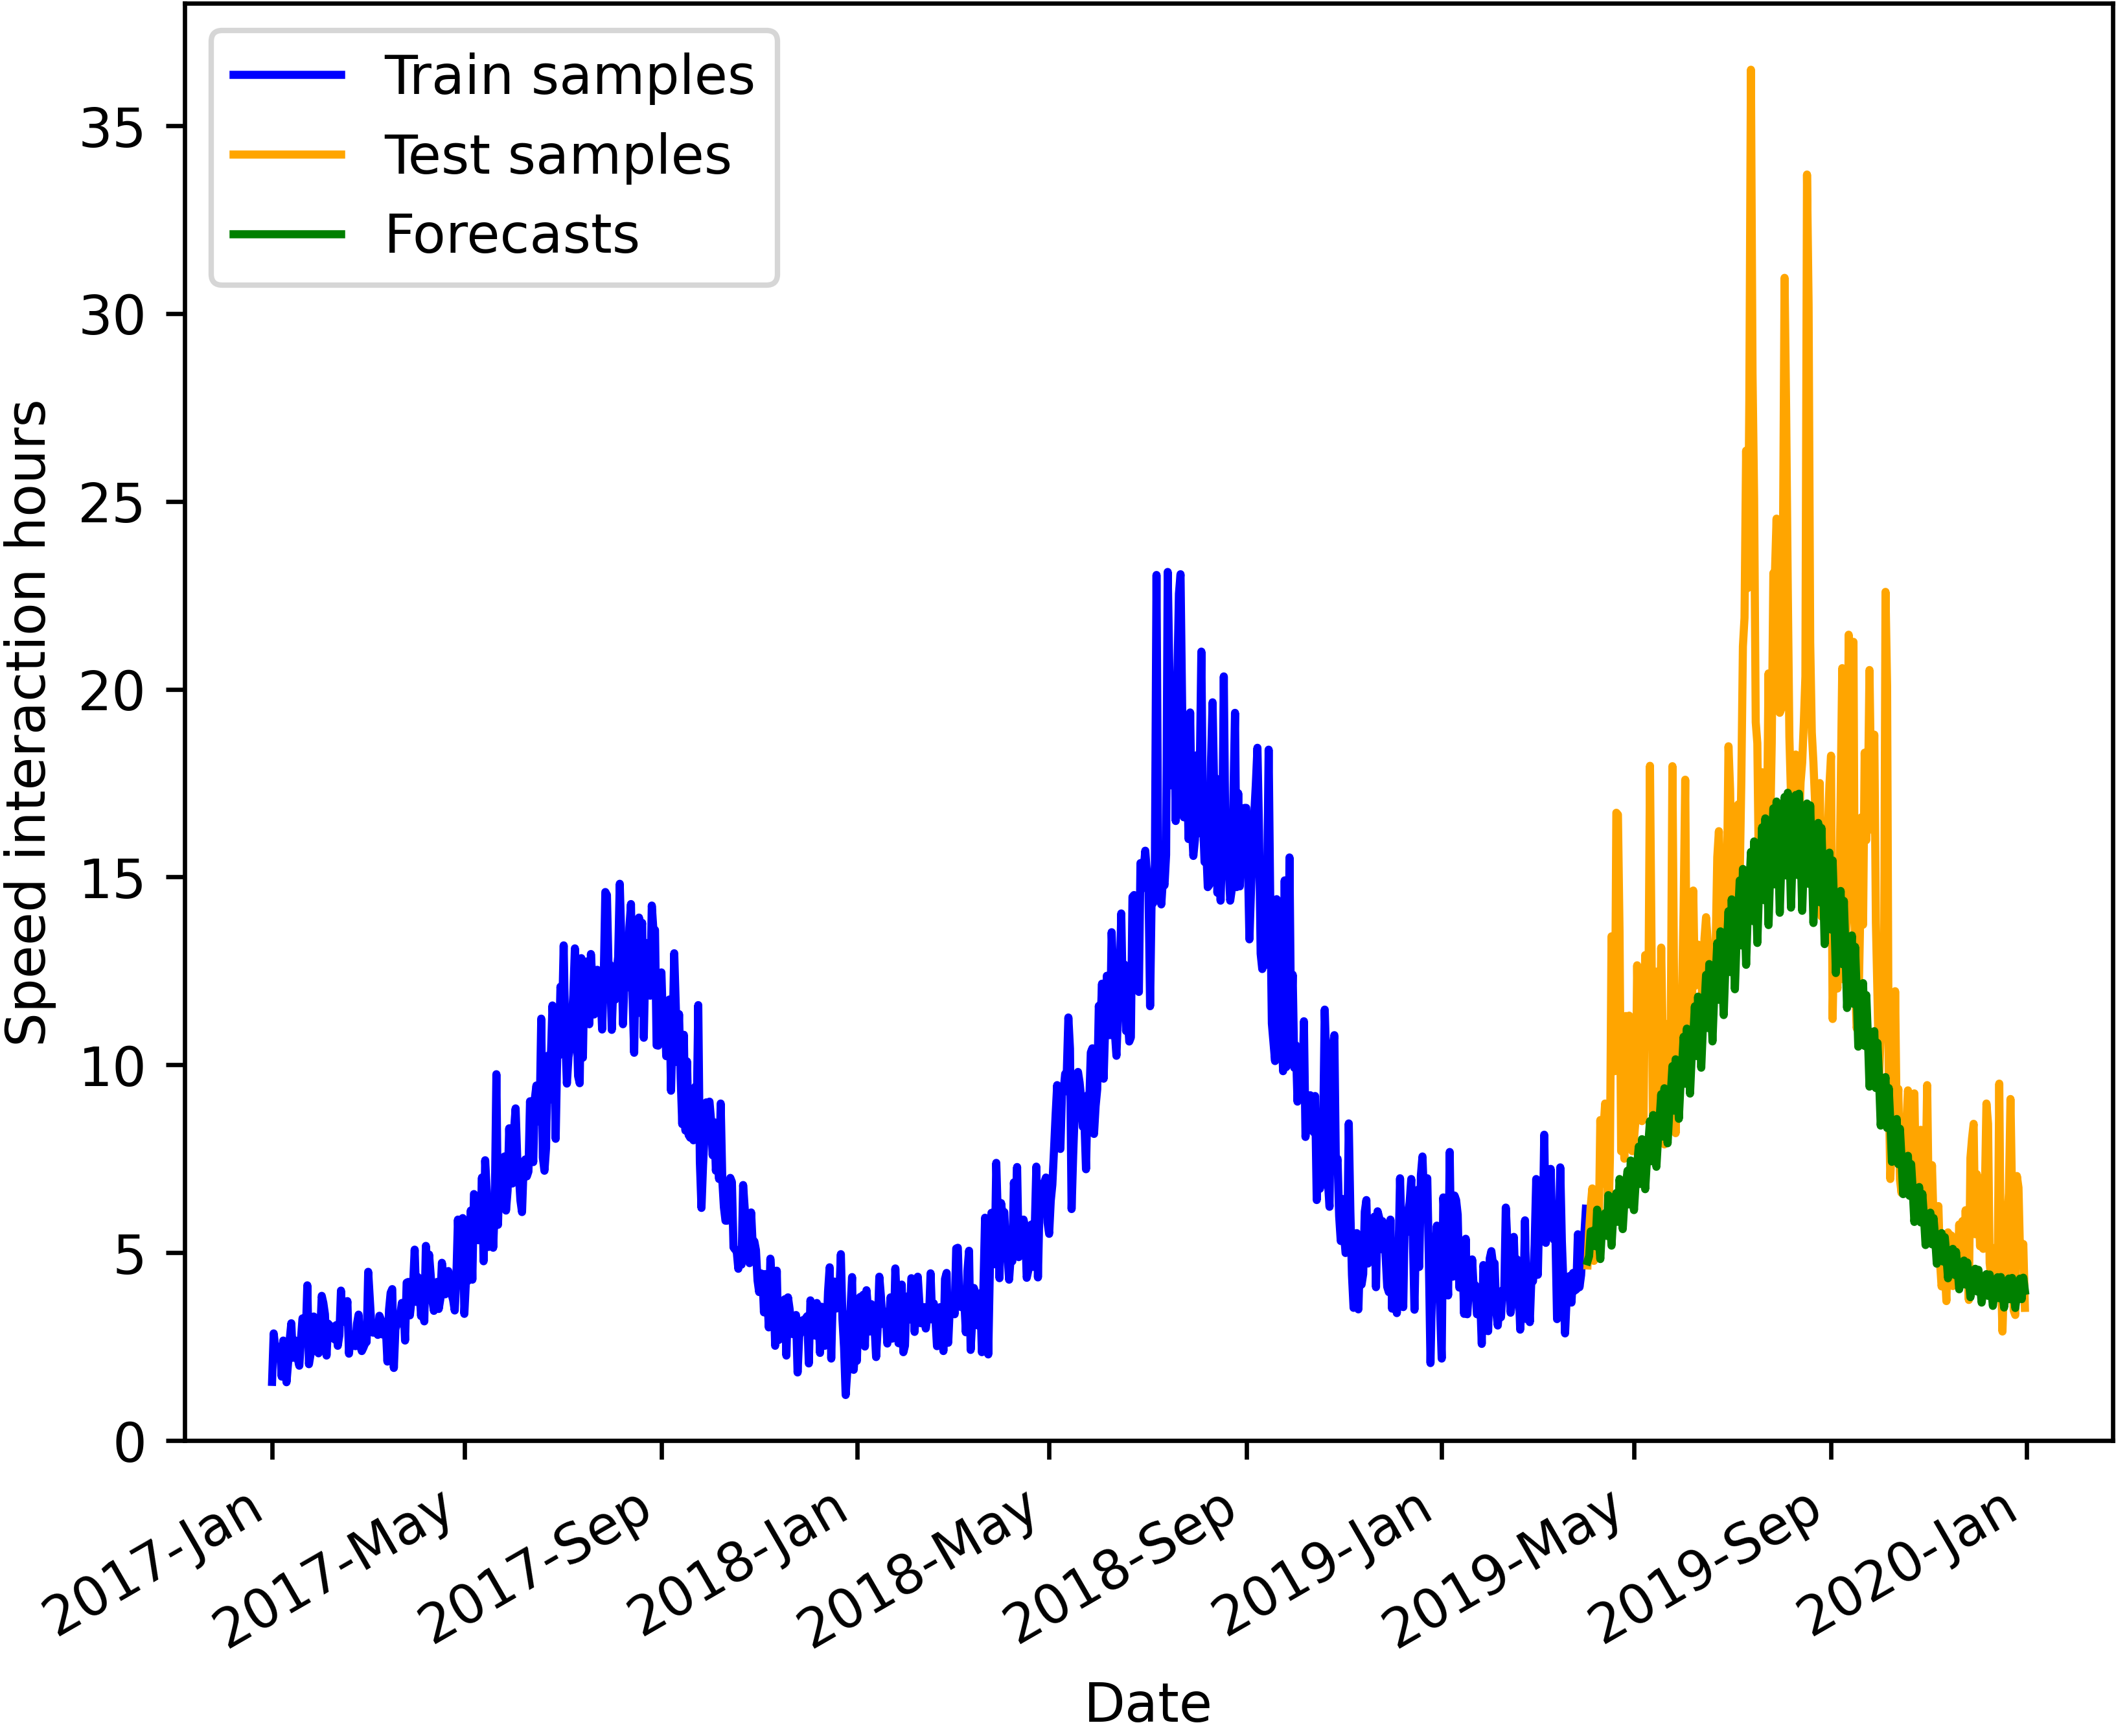 Train samples
Test samples
Forecasts
35
30
25
20
15
10
5
0
Speed interaction hours
2017-Jan
2017-May
2017-Sep
2018-Jan
2018-May
2018-Sep
2019-Jan
2019-May
2019-Sep
2020-Jan
Date